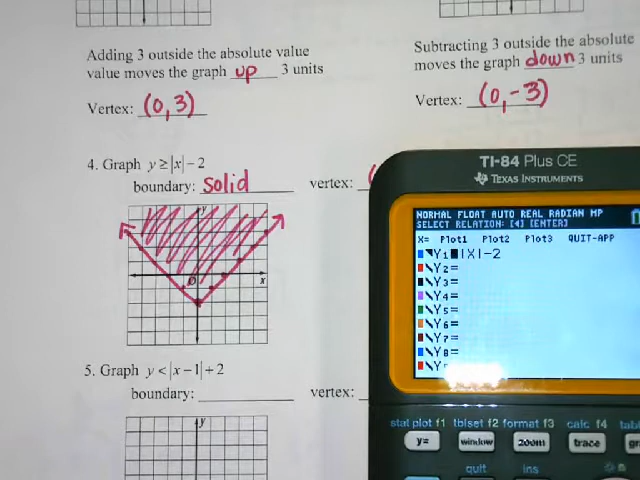 Adding 3 outside the absolute value
value moves the graph up 3 units
Vertex: (0, 3)
Subtracting 3 outside the absolute
moves the graph down 3 units
Vertex: (0, -3)
4. Graph y ≥ |x| − 2
boundary: solid
vertex:
y
O
x
5. Graph y < |x − 1| + 2
boundary:
vertex:
y
TI-84 Plus CE
TEXAS INSTRUMENTS
NORMAL FLOAT AUTO REAL RADIAN MP
SELECT RELATION: [4] [ENTER]
X= Plot1 Plot2 Plot3 QUIT-APP
Y1 |X|-2
Y2=
Y3=
Y4=
Y5=
Y6=
Y7=
Y8=
stat plot f1 tblset f2 format f3 calc f4
y= window zoom trace
quit ins